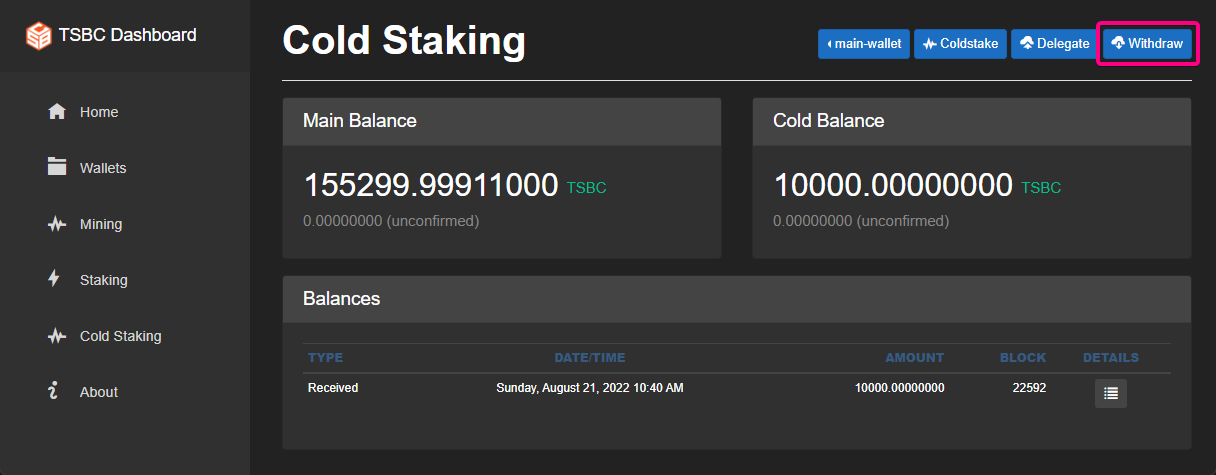 TSBC Dashboard
Home
Wallets
Mining
Staking
Cold Staking
About
Cold Staking
main-wallet Coldstake Delegate Withdraw
Main Balance
155299.99911000 TSBC
0.00000000 (unconfirmed)
Cold Balance
10000.00000000 TSBC
0.00000000 (unconfirmed)
Balances
TYPE DATE/TIME AMOUNT BLOCK DETAILS
Received Sunday, August 21, 2022 10:40 AM 10000.00000000 22592